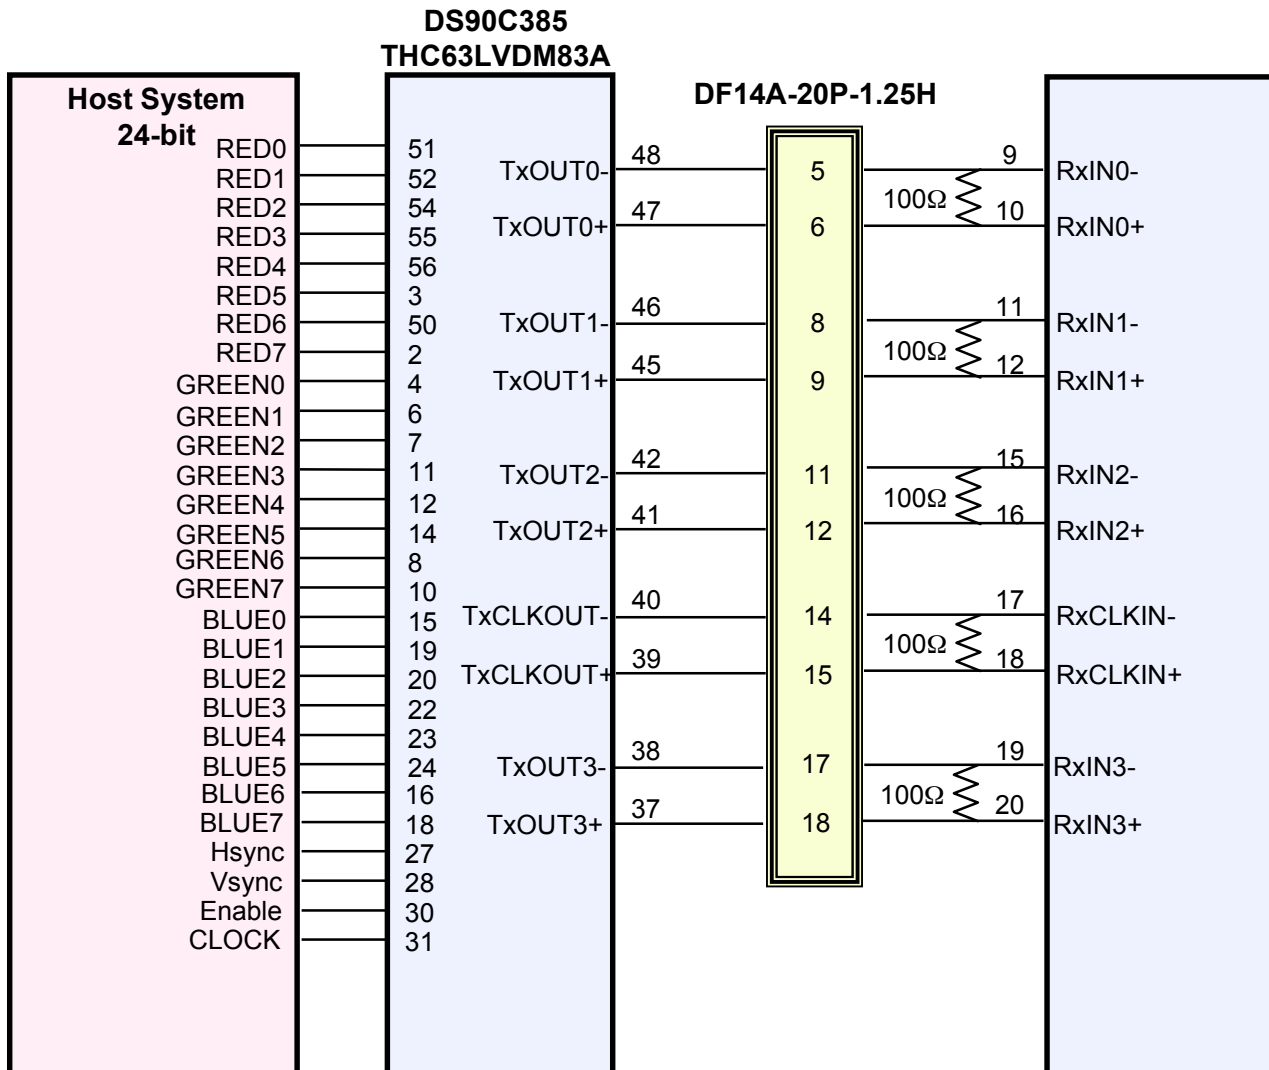 DS90C385
THC63LVDM83A
DF14A-20P-1.25H
Host System
24-bit
RED0
RED1
RED2
RED3
RED4
RED5
RED6
RED7
GREEN0
GREEN1
GREEN2
GREEN3
GREEN4
GREEN5
GREEN6
GREEN7
BLUE0
BLUE1
BLUE2
BLUE3
BLUE4
BLUE5
BLUE6
BLUE7
Hsync
Vsync
Enable
CLOCK
51
52
54
55
56
3
50
2
4
6
7
11
12
14
8
10
15
19
20
22
23
24
16
18
27
28
30
31
TxOUT0- 48 5 9 RxIN0-
100Ω
TxOUT0+ 47 6 10 RxIN0+
TxOUT1- 46 8 11 RxIN1-
100Ω
TxOUT1+ 45 9 12 RxIN1+
TxOUT2- 42 11 15 RxIN2-
100Ω
TxOUT2+ 41 12 16 RxIN2+
TxCLKOUT- 40 14 17 RxCLKIN-
100Ω
TxCLKOUT+ 39 15 18 RxCLKIN+
TxOUT3- 38 17 19 RxIN3-
100Ω
TxOUT3+ 37 18 20 RxIN3+